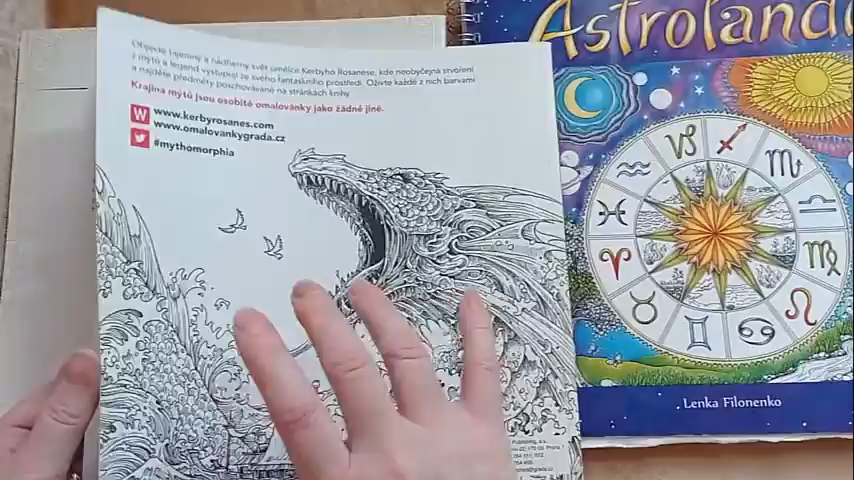 Objevte tajemný a nádherný svět umělce Kerbyho Rosanese, kde neobyčejná stvoření
z mýtů a legend vystupují ze svého fantaskního prostředí. Oživte každé z nich barvami
a najděte předměty poschovávané na stránkách knihy.
Krajina mýtů jsou osobité omalovánky jako žádné jiné.
www.kerbyrosanes.com
www.omalovankygrada.cz
#mythomorphia
Astrolandi
Lenka Filonenko